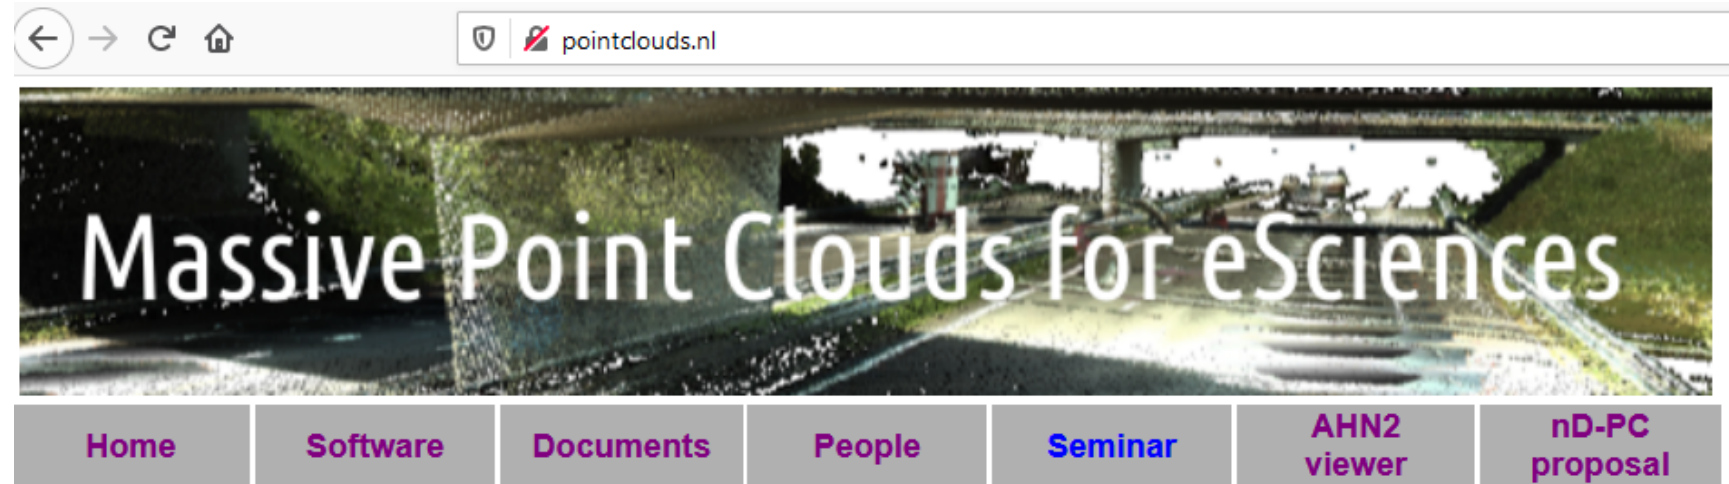 pointclouds.nl
Massive Point Clouds for eSciences
Home
Software
Documents
People
Seminar
AHN2
viewer
nD-PC
proposal